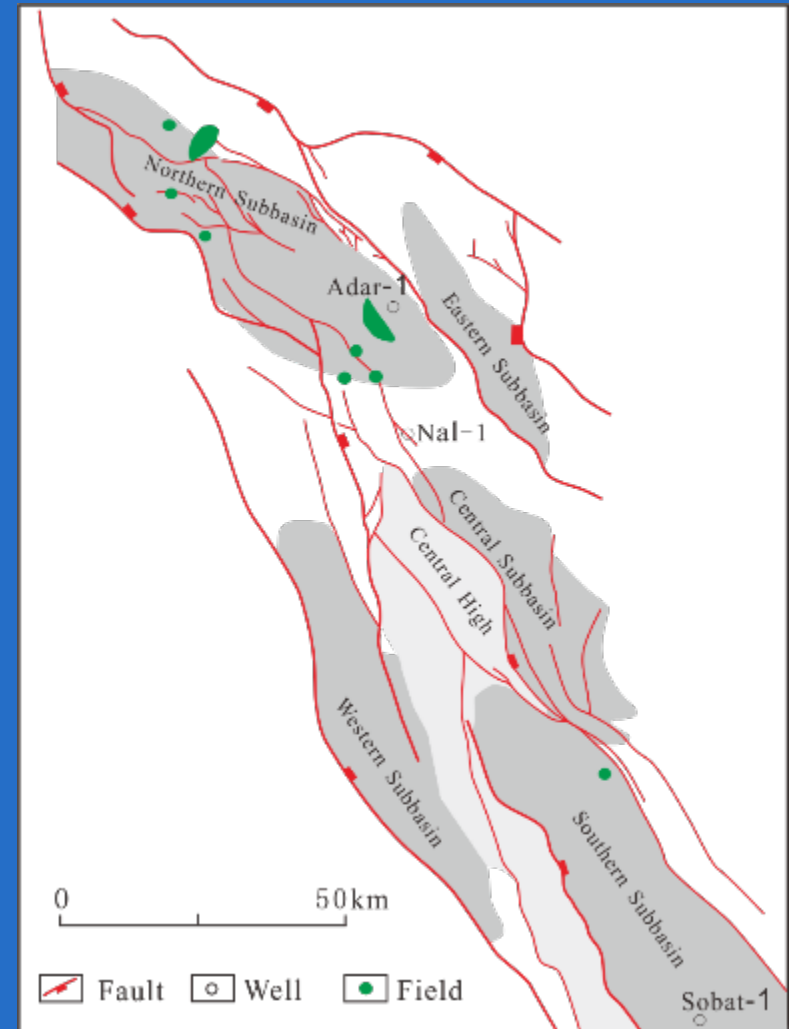 Northern Subbasin
Adar-1
Eastern Subbasin
Nal-1
Central Subbasin
Central High
Western Subbasin
Southern Subbasin
0 50km
Sobat-1
Fault Well Field